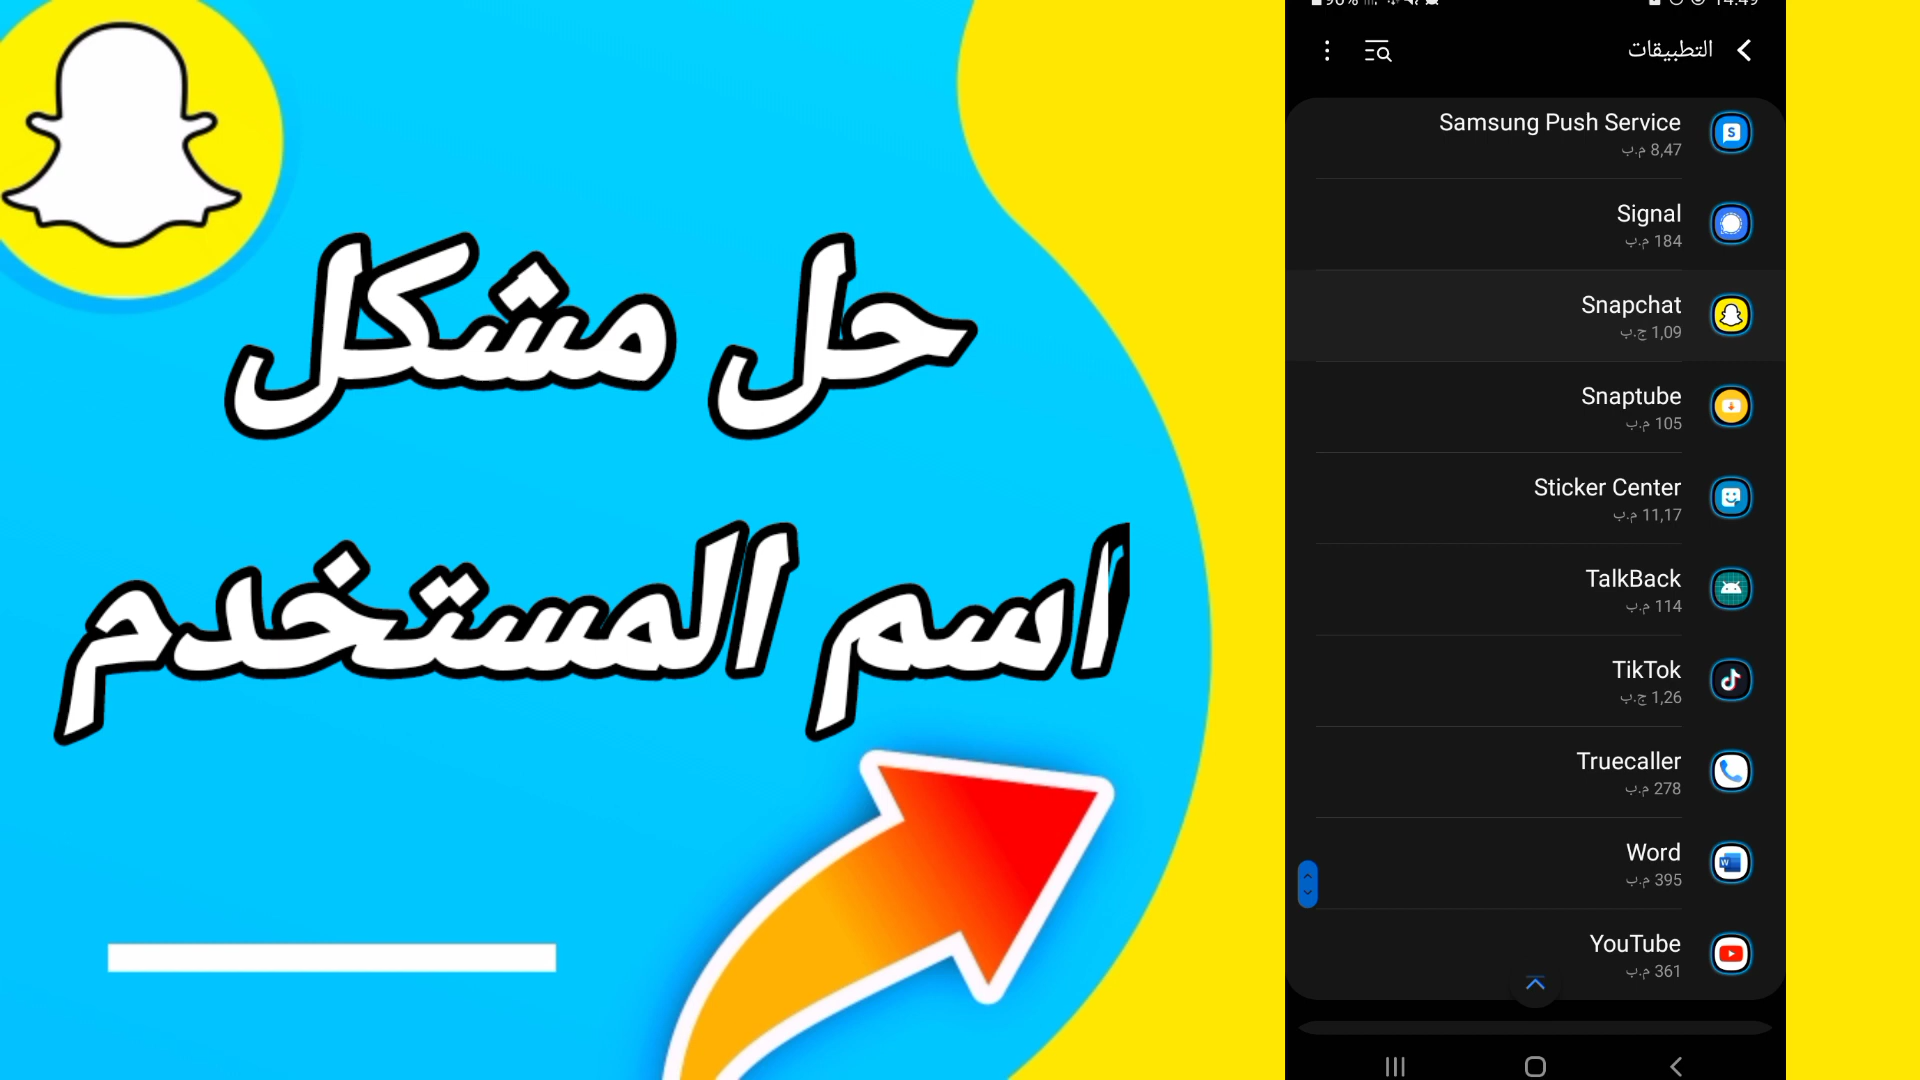 حل مشكل
اسم المستخدم
التطبيقات
Samsung Push Service
8,47 م.ب
Signal
184 م.ب
Snapchat
1,09 ج.ب
Snaptube
105 م.ب
Sticker Center
11,17 م.ب
TalkBack
114 م.ب
TikTok
1,26 ج.ب
Truecaller
278 م.ب
Word
395 م.ب
YouTube
361 م.ب